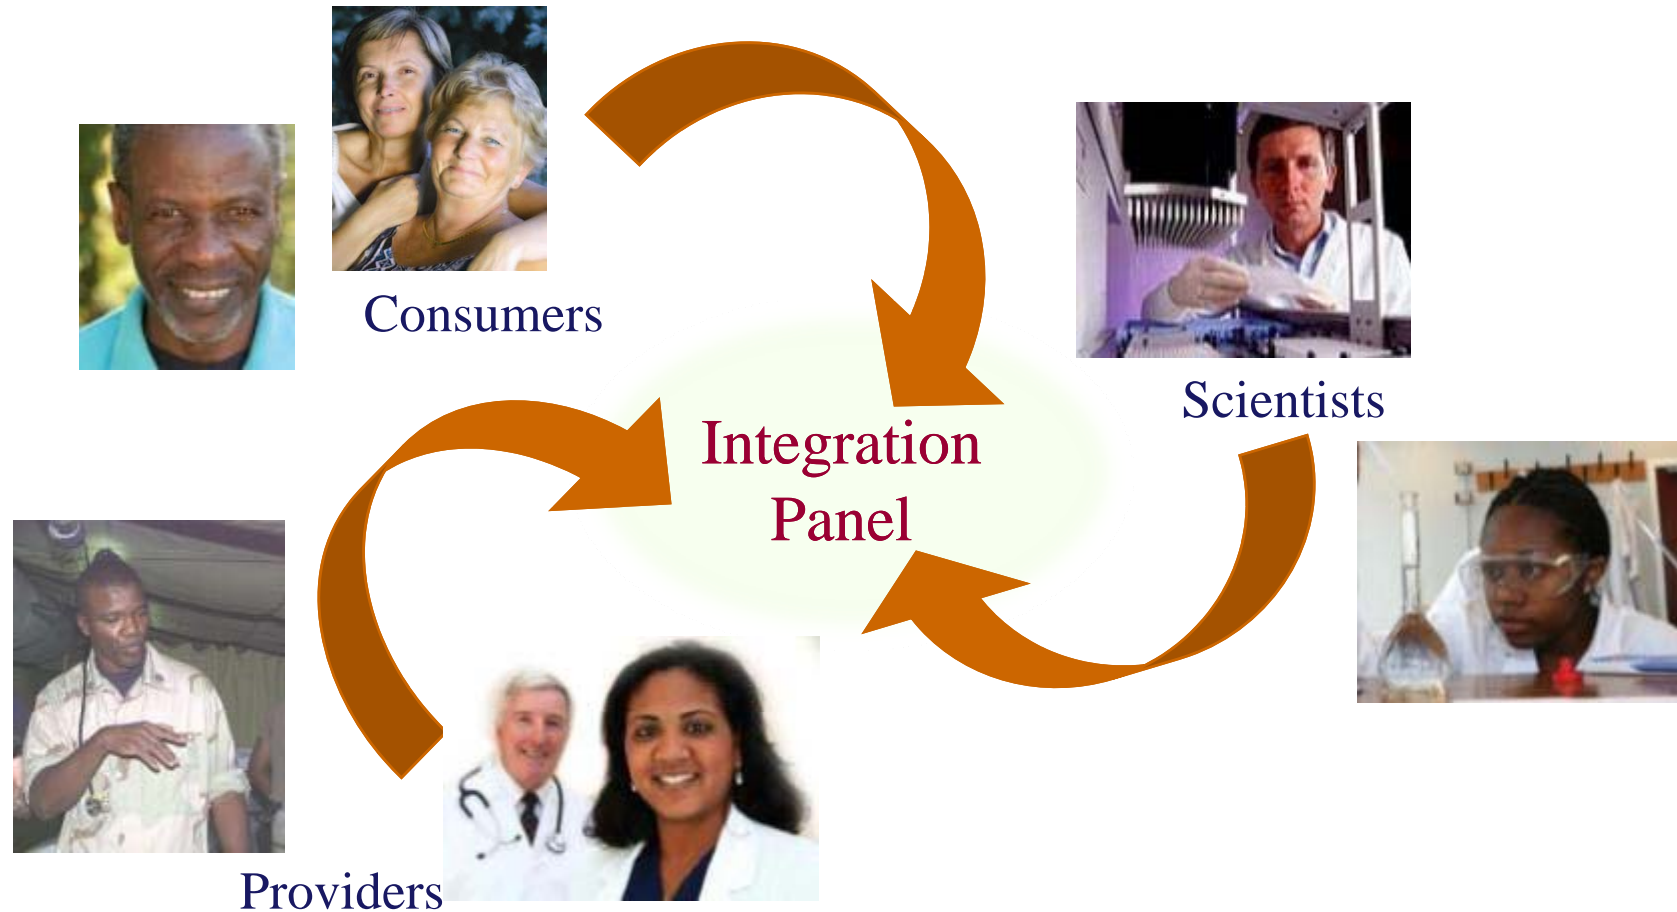 Consumers
Scientists
Integration
Panel
Providers